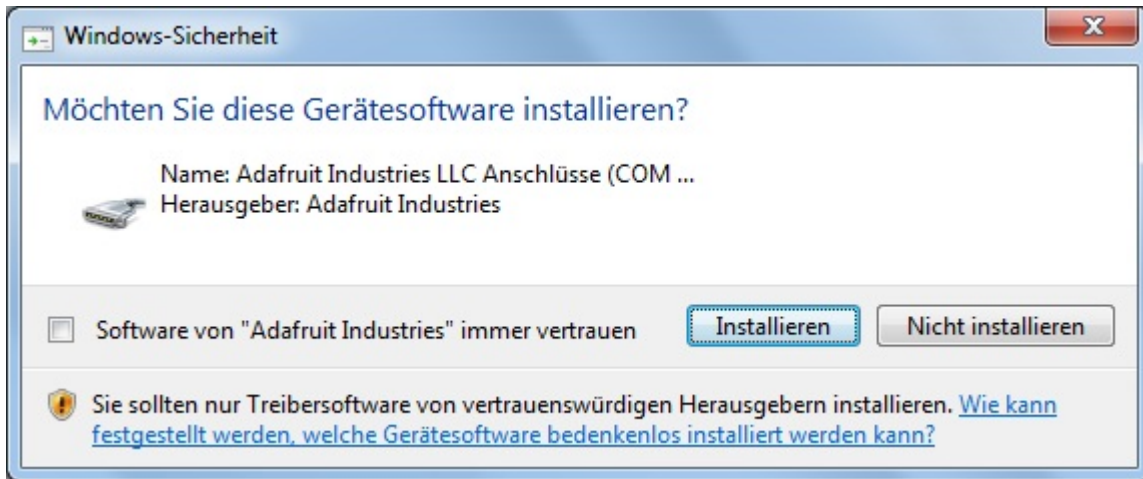 Windows-Sicherheit
Möchten Sie diese Gerätesoftware installieren?
Name: Adafruit Industries LLC Anschlüsse (COM ...
Herausgeber: Adafruit Industries
Software von "Adafruit Industries" immer vertrauen
Installieren
Nicht installieren
Sie sollten nur Treibersoftware von vertrauenswürdigen Herausgebern installieren. Wie kann
festgestellt werden, welche Gerätesoftware bedenkenlos installiert werden kann?